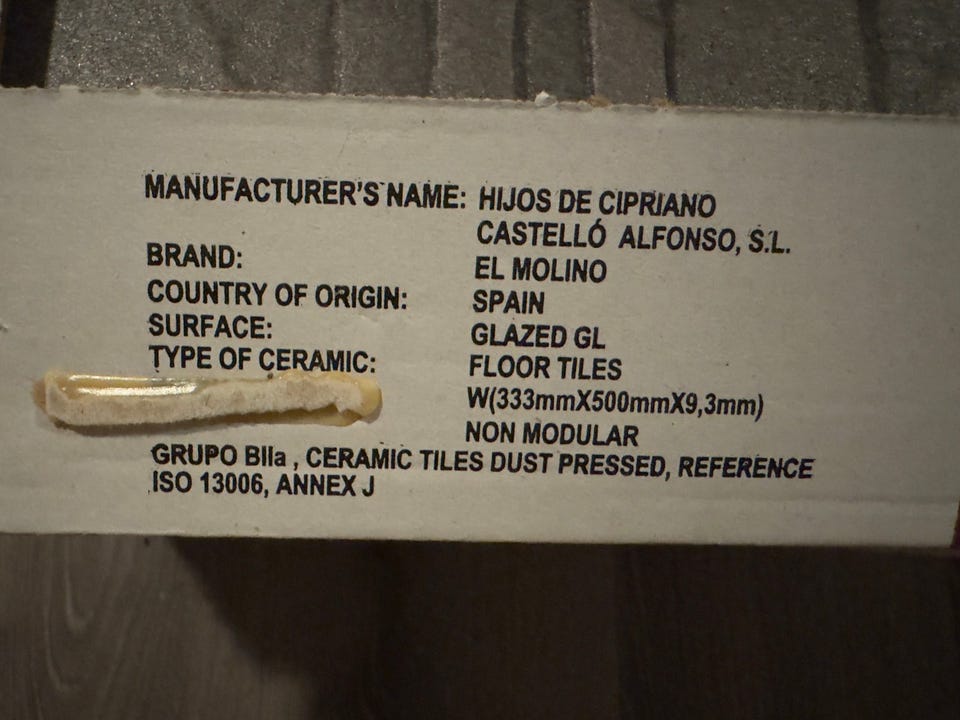 MANUFACTURER'S NAME: HIJOS DE CIPRIANO
CASTELLÓ ALFONSO, S.L.
BRAND: EL MOLINO
COUNTRY OF ORIGIN: SPAIN
SURFACE: GLAZED GL
TYPE OF CERAMIC: FLOOR TILES
W(333mmX500mmX9,3mm)
NON MODULAR
GRUPO BIIa , CERAMIC TILES DUST PRESSED, REFERENCE
ISO 13006, ANNEX J